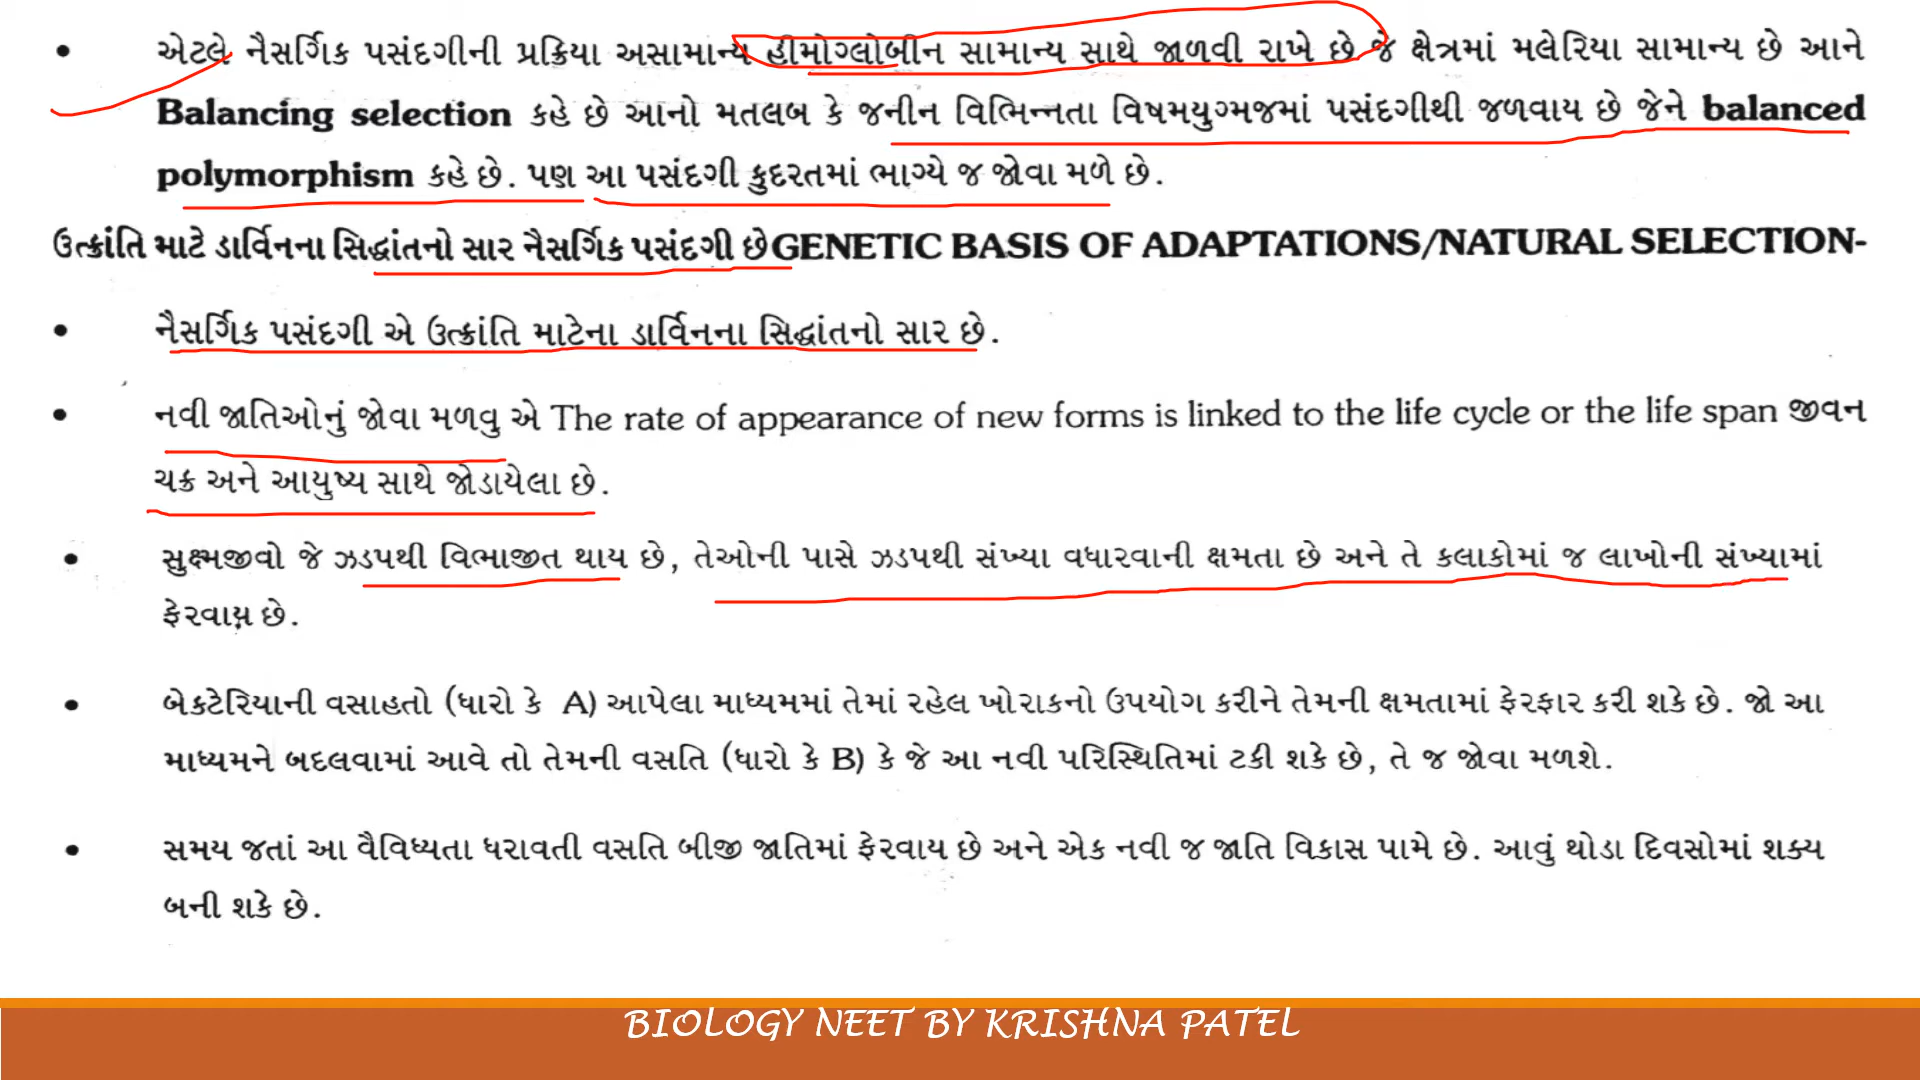 • એટલે નૈસર્ગિક પસંદગીની પ્રક્રિયા અસામાન્ય હીમોગ્લોબીન સામાન્ય સાથે જાળવી રાખે છે જે ક્ષેત્રમાં મલેરિયા સામાન્ય છે આને
Balancing selection કહે છે આનો મતલબ કે જનીન વિભિન્નતા વિષમયુગ્મજમાં પસંદગીથી જળવાય છે જેને balanced
polymorphism કહે છે. પણ આ પસંદગી કુદરતમાં ભાગ્યે જ જોવા મળે છે.
ઉત્ક્રાંતિ માટે ડાર્વિનના સિદ્ધાંતનો સાર નૈસર્ગિક પસંદગી છેGENETIC BASIS OF ADAPTATIONS/NATURAL SELECTION-
• નૈસર્ગિક પસંદગી એ ઉત્ક્રાંતિ માટેના ડાર્વિનના સિદ્ધાંતનો સાર છે.
• નવી જાતિઓનું જોવા મળવુ એ The rate of appearance of new forms is linked to the life cycle or the life span જીવન
ચક્ર અને આયુષ્ય સાથે જોડાયેલા છે.
• સુક્ષ્મજીવો જે ઝડપથી વિભાજીત થાય છે, તેઓની પાસે ઝડપથી સંખ્યા વધારવાની ક્ષમતા છે અને તે કલાકોમાં જ લાખોની સંખ્યામાં
ફેરવાય છે.
• બેક્ટેરિયાની વસાહતો (ધારો કે A) આપેલા માધ્યમમાં તેમાં રહેલ ખોરાકનો ઉપયોગ કરીને તેમની ક્ષમતામાં ફેરફાર કરી શકે છે. જો આ
માધ્યમને બદલવામાં આવે તો તેમની વસતિ (ધારો કે B) કે જે આ નવી પરિસ્થિતિમાં ટકી શકે છે, તે જ જોવા મળશે.
• સમય જતાં આ વૈવિધ્યતા ધરાવતી વસતિ બીજી જાતિમાં ફેરવાય છે અને એક નવી જ જાતિ વિકાસ પામે છે. આવું થોડા દિવસોમાં શક્ય
બની શકે છે.
BIOLOGY NEET BY KRISHNA PATEL